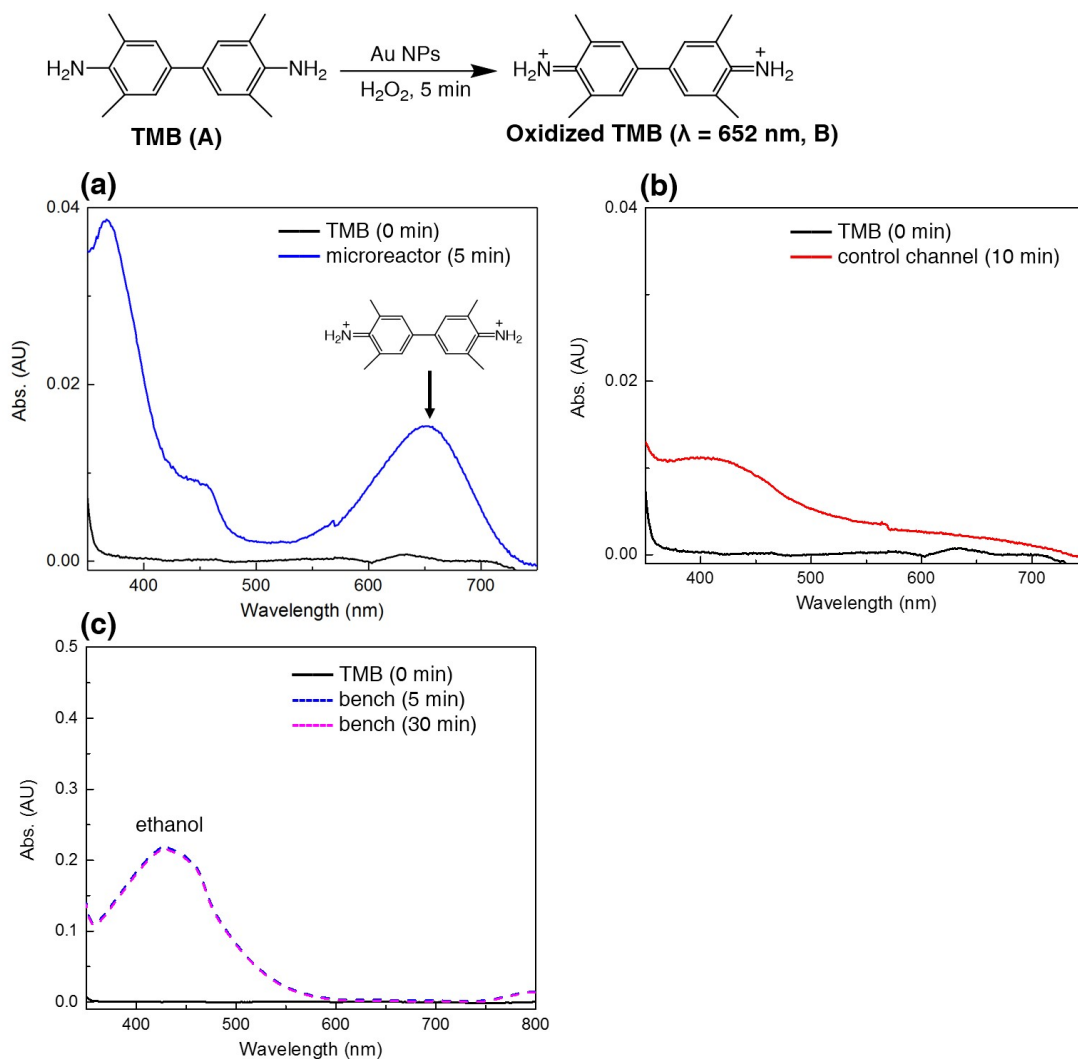 H₂N
NH₂
Au NPs
H₂O₂, 5 min
H₂N
+
NH₂
+
TMB (A)
Oxidized TMB (λ = 652 nm, B)
(a)
TMB (0 min)
microreactor (5 min)
H₂N
+
NH₂
+
0.04
0.02
0.00
Abs. (AU)
400 500 600 700
Wavelength (nm)
(b)
TMB (0 min)
control channel (10 min)
0.04
0.02
0.00
Abs. (AU)
400 500 600 700
Wavelength (nm)
(c)
TMB (0 min)
bench (5 min)
bench (30 min)
ethanol
0.5
0.4
0.3
0.2
0.1
0.0
Abs. (AU)
400 500 600 700 800
Wavelength (nm)